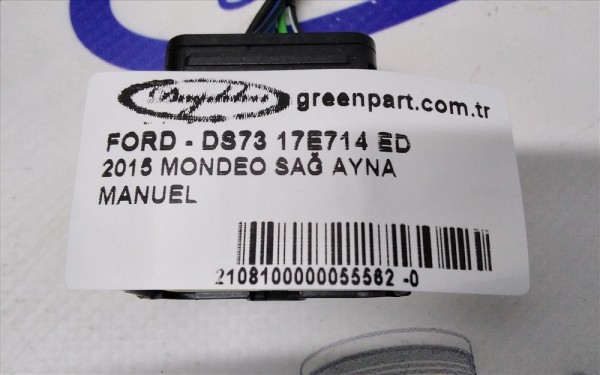 greenpart.com.tr
FORD - DS73 17E714 ED
2015 MONDEO SAĞ AYNA
MANUEL
2108100000055562 -0